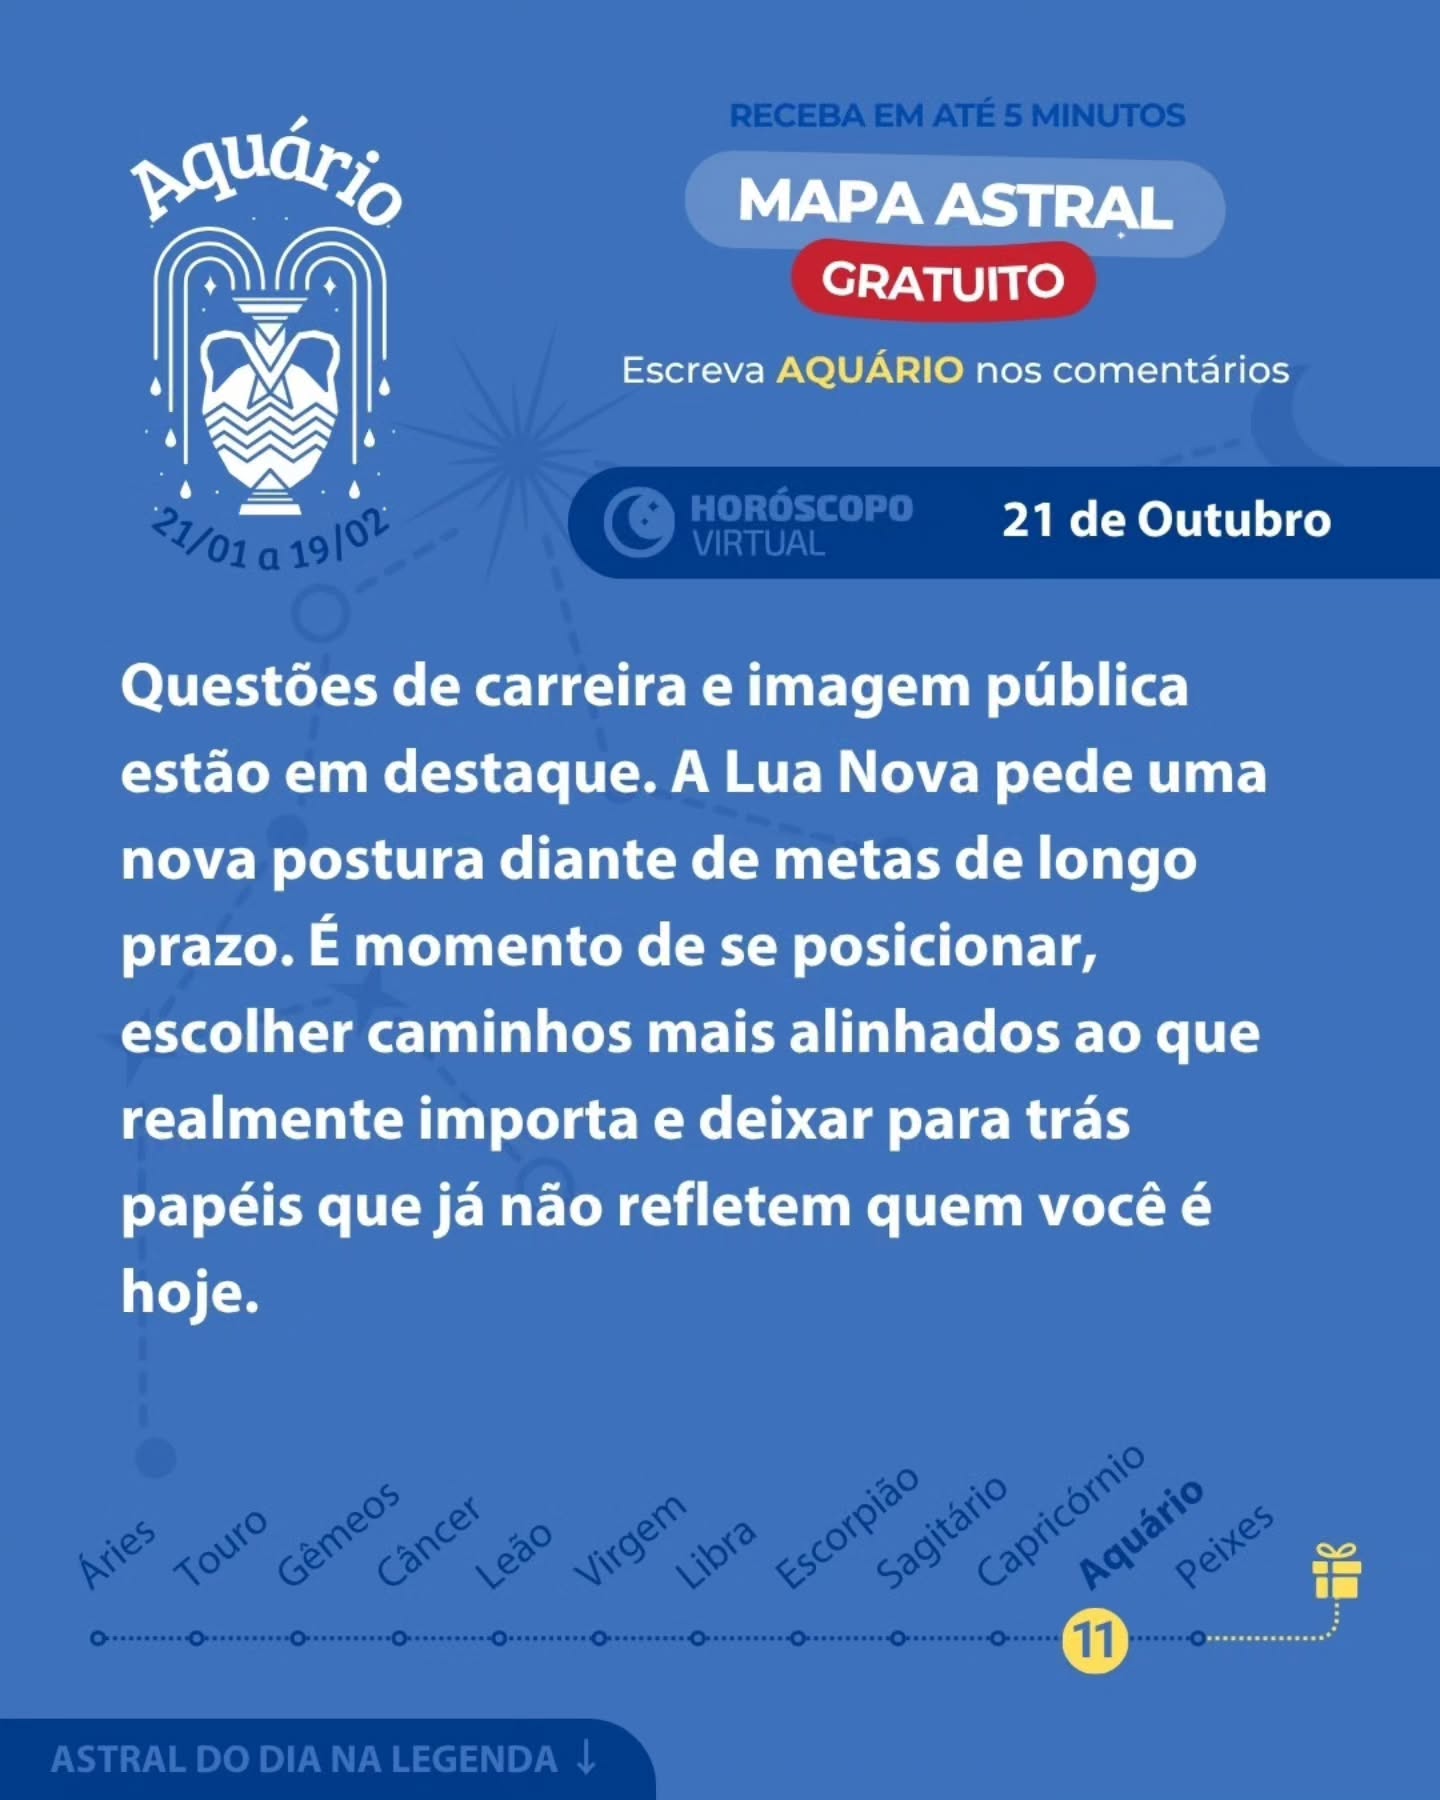 Aquário
21/01 a 19/02
RECEBA EM ATÉ 5 MINUTOS
MAPA ASTRAL
GRATUITO
Escreva AQUÁRIO nos comentários
HORÓSCOPO
VIRTUAL
21 de Outubro
Questões de carreira e imagem pública
estão em destaque. A Lua Nova pede uma
nova postura diante de metas de longo
prazo. É momento de se posicionar,
escolher caminhos mais alinhados ao que
realmente importa e deixar para trás
papéis que já não refletem quem você é
hoje.
Áries
Touro
Gêmeos
Câncer
Leão
Virgem
Libra
Escorpião
Sagitário
Capricórnio
Aquário
Peixes
11
ASTRAL DO DIA NA LEGENDA ↓